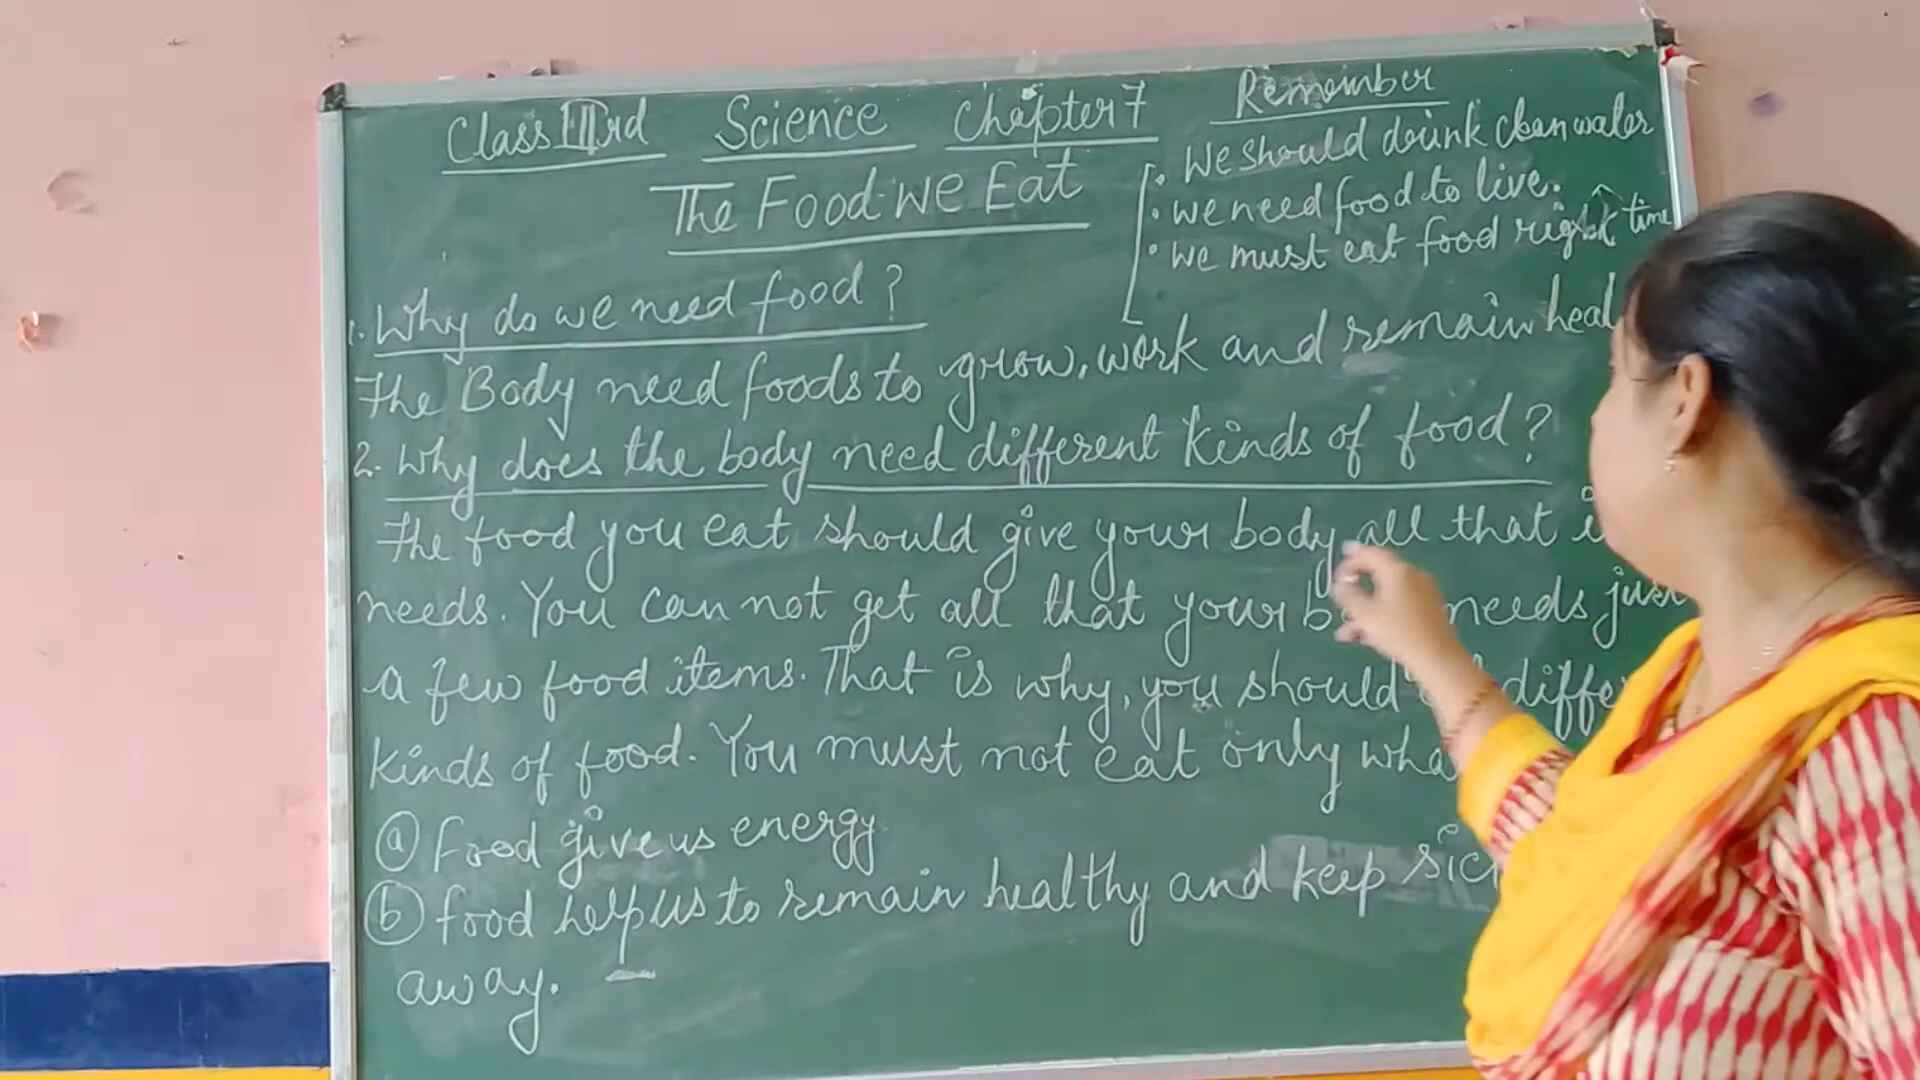 Class IIIrd Science Chapter 7
The Food We Eat
Remember
• We should drink clean water
• we need food to live.
• we must eat food right time
1. Why do we need food?
The Body need foods to grow, work and remain heal
2. Why does the body need different kinds of food?
The food you eat should give your body all that i
needs. You can not get all that your needs just
a few food items. That is why, you should diffe
kinds of food. You must not eat only wha
(a) Food give us energy
(b) food help us to remain healthy and keep sic
away.